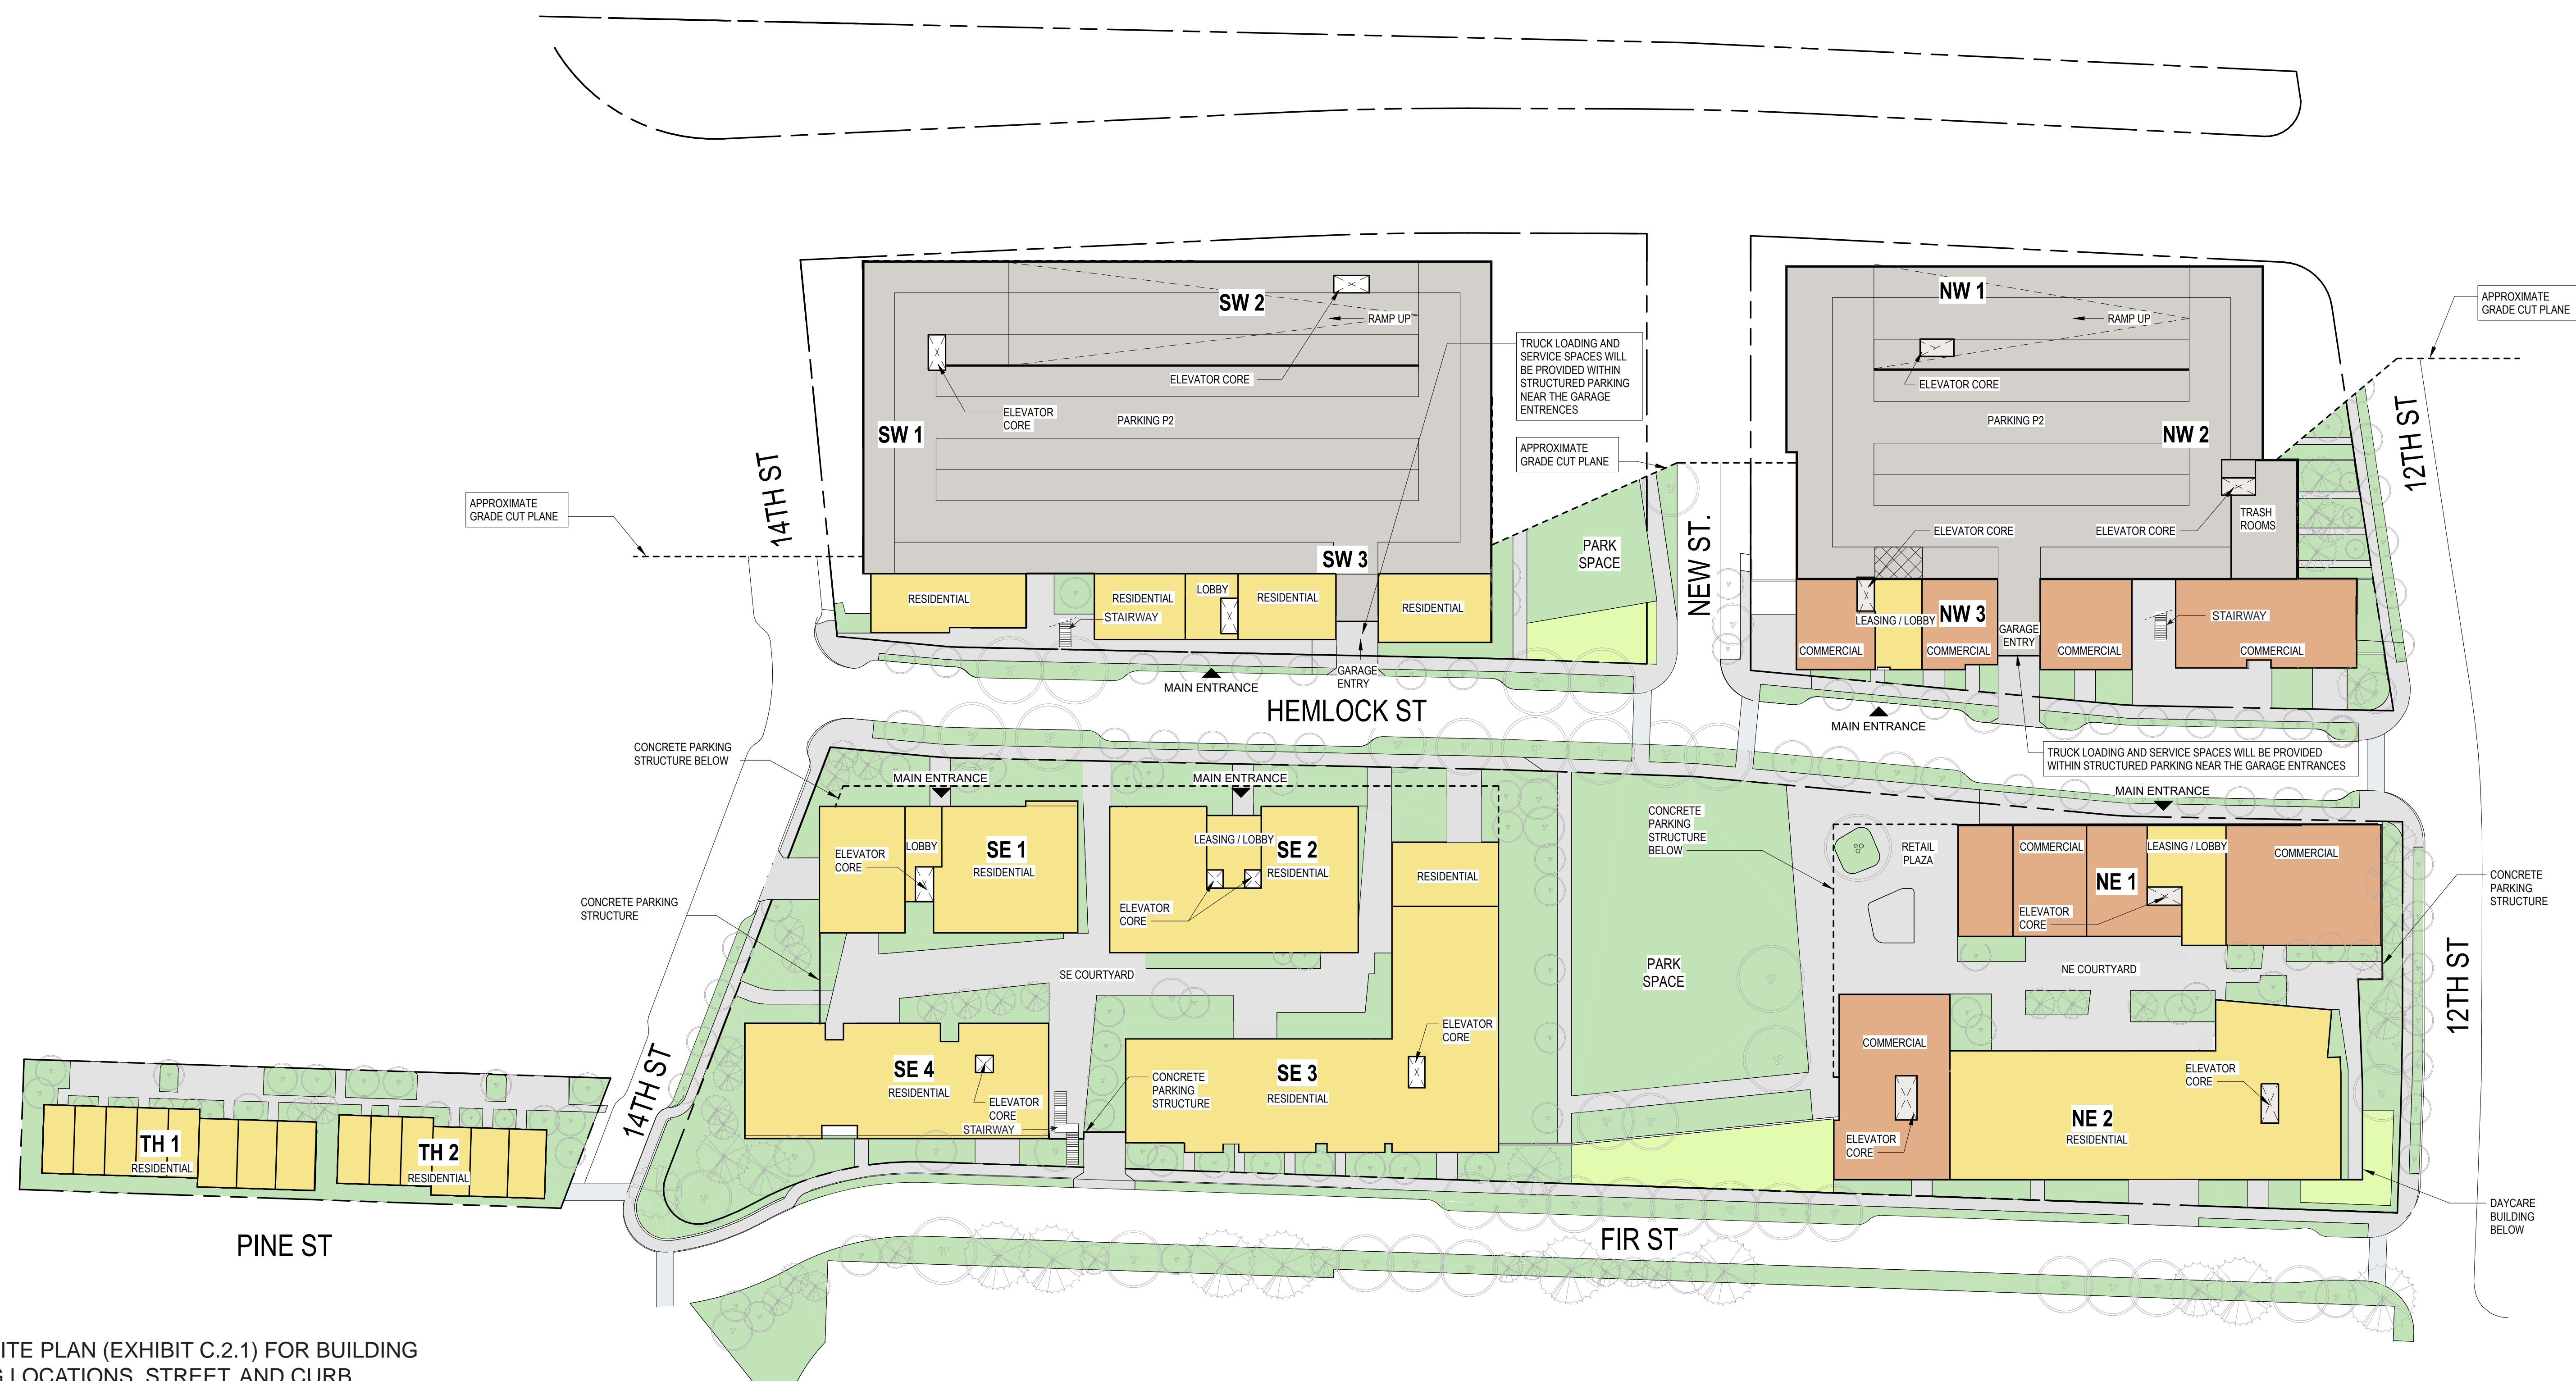 SW 2
NW 1
RAMP UP
RAMP UP
APPROXIMATE
GRADE CUT PLANE
TRUCK LOADING AND
SERVICE SPACES WILL
BE PROVIDED WITHIN
STRUCTURED PARKING
NEAR THE GARAGE
ENTRENCES
ELEVATOR CORE
ELEVATOR CORE
ELEVATOR
CORE
PARKING P2
PARKING P2
SW 1
NW 2
12TH ST
APPROXIMATE
GRADE CUT PLANE
14TH ST
APPROXIMATE
GRADE CUT PLANE
TRASH
ROOMS
ELEVATOR CORE
ELEVATOR CORE
NEW ST.
PARK
SPACE
SW 3
RESIDENTIAL
RESIDENTIAL
LOBBY
RESIDENTIAL
RESIDENTIAL
STAIRWAY
NW 3
LEASING / LOBBY
STAIRWAY
GARAGE
ENTRY
COMMERCIAL
COMMERCIAL
COMMERCIAL
COMMERCIAL
GARAGE
ENTRY
MAIN ENTRANCE
HEMLOCK ST
MAIN ENTRANCE
TRUCK LOADING AND SERVICE SPACES WILL BE PROVIDED
WITHIN STRUCTURED PARKING NEAR THE GARAGE ENTRANCES
CONCRETE PARKING
STRUCTURE BELOW
MAIN ENTRANCE
MAIN ENTRANCE
MAIN ENTRANCE
CONCRETE
PARKING
STRUCTURE
BELOW
LOBBY
ELEVATOR
CORE
SE 1
RESIDENTIAL
LEASING / LOBBY
SE 2
RESIDENTIAL
RESIDENTIAL
ELEVATOR
CORE
RETAIL
PLAZA
COMMERCIAL
LEASING / LOBBY
COMMERCIAL
NE 1
ELEVATOR
CORE
CONCRETE
PARKING
STRUCTURE
CONCRETE PARKING
STRUCTURE
SE COURTYARD
PARK
SPACE
NE COURTYARD
12TH ST
14TH ST
SE 4
RESIDENTIAL
ELEVATOR
CORE
STAIRWAY
CONCRETE
PARKING
STRUCTURE
SE 3
RESIDENTIAL
ELEVATOR
CORE
COMMERCIAL
ELEVATOR
CORE
ELEVATOR
CORE
NE 2
RESIDENTIAL
TH 1
RESIDENTIAL
TH 2
RESIDENTIAL
DAYCARE
BUILDING
BELOW
PINE ST
FIR ST
ITE PLAN (EXHIBIT C.2.1) FOR BUILDING
G LOCATIONS, STREET, AND CURB